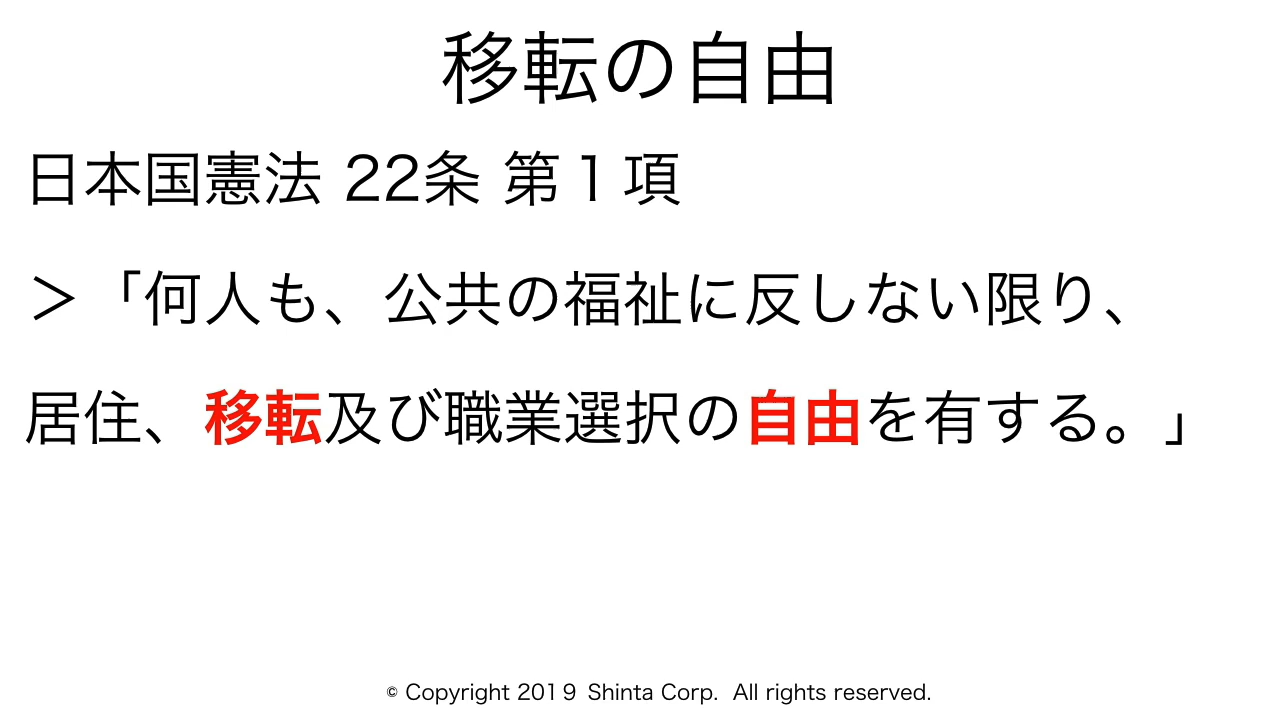 移転の自由
日本国憲法 22条 第１項
＞「何人も、公共の福祉に反しない限り、
居住、移転及び職業選択の自由を有する。」
© Copyright 201９ Shinta Corp.  All rights reserved.